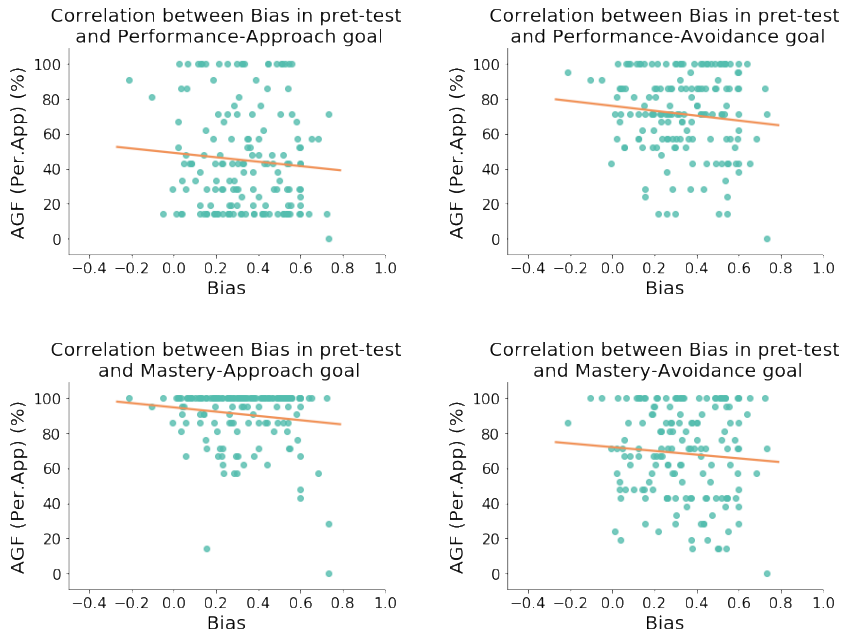 Correlation between Bias in pret-test
and Performance-Approach goal
AGF (Per.App) (%)
100
80
60
40
20
0
−0.4 −0.2 0.0 0.2 0.4 0.6 0.8 1.0
Bias
Correlation between Bias in pret-test
and Performance-Avoidance goal
AGF (Per.App) (%)
100
80
60
40
20
0
−0.4 −0.2 0.0 0.2 0.4 0.6 0.8 1.0
Bias
Correlation between Bias in pret-test
and Mastery-Approach goal
AGF (Per.App) (%)
100
80
60
40
20
0
−0.4 −0.2 0.0 0.2 0.4 0.6 0.8 1.0
Bias
Correlation between Bias in pret-test
and Mastery-Avoidance goal
AGF (Per.App) (%)
100
80
60
40
20
0
−0.4 −0.2 0.0 0.2 0.4 0.6 0.8 1.0
Bias